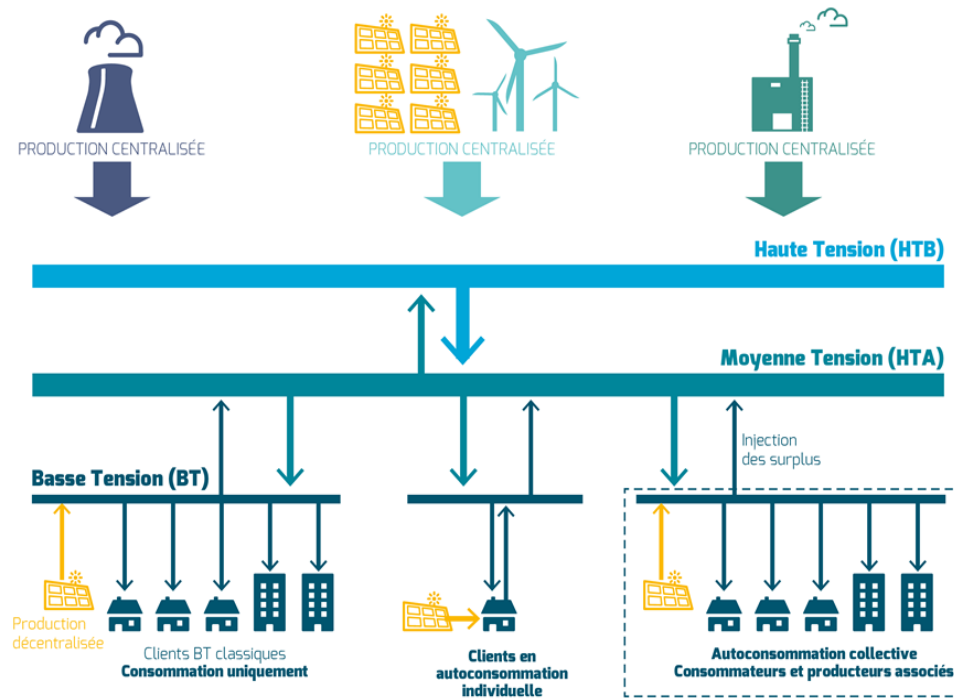 PRODUCTION CENTRALISÉE
PRODUCTION CENTRALISÉE
PRODUCTION CENTRALISÉE
Haute Tension (HTB)
Moyenne Tension (HTA)
Injection
des surplus
Basse Tension (BT)
Production
décentralisée
Clients BT classiques
Consommation uniquement
Clients en
autoconsommation
individuelle
Autoconsommation collective
Consommateurs et producteurs associés